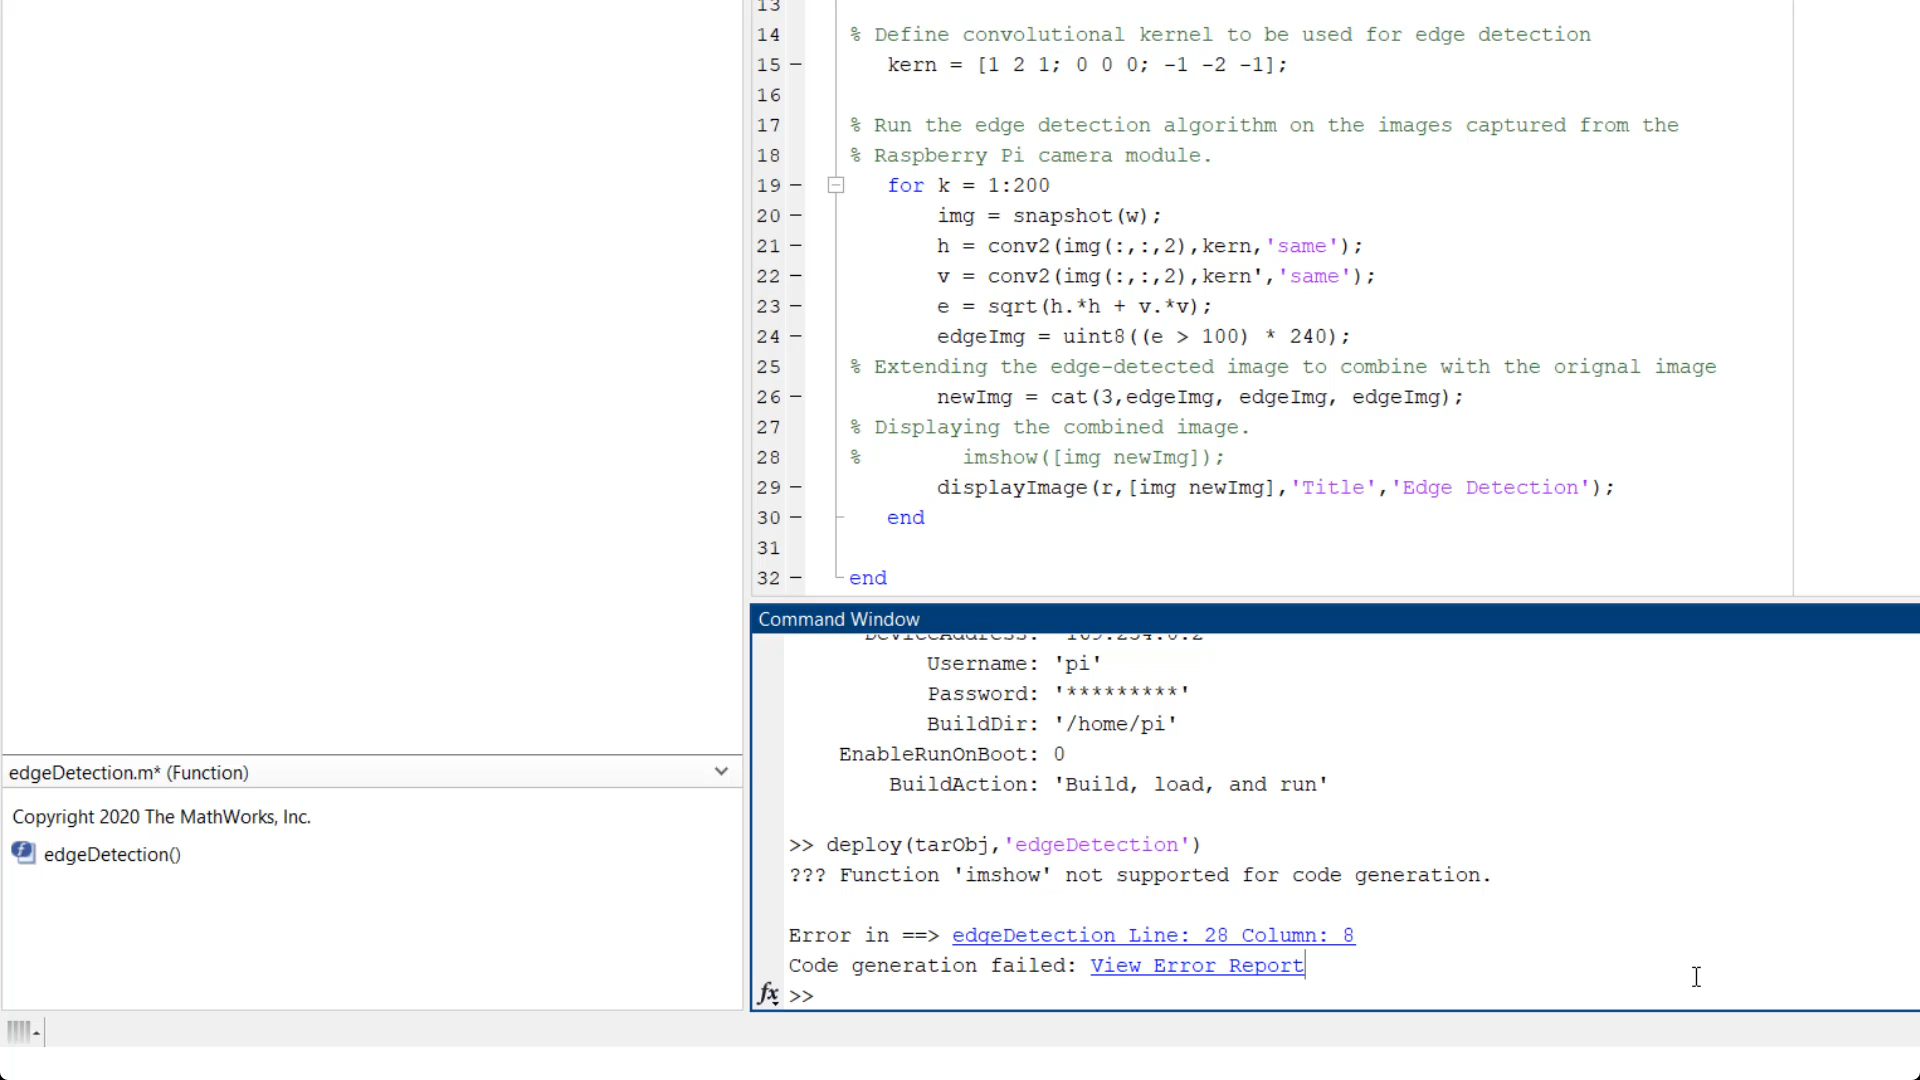 13
14 % Define convolutional kernel to be used for edge detection
15 – kern = [1 2 1; 0 0 0; -1 -2 -1];
16
17 % Run the edge detection algorithm on the images captured from the
18 % Raspberry Pi camera module.
19 – for k = 1:200
20 – img = snapshot(w);
21 – h = conv2(img(:,:,2),kern,'same');
22 – v = conv2(img(:,:,2),kern','same');
23 – e = sqrt(h.*h + v.*v);
24 – edgeImg = uint8((e > 100) * 240);
25 % Extending the edge-detected image to combine with the orignal image
26 – newImg = cat(3,edgeImg, edgeImg, edgeImg);
27 % Displaying the combined image.
28 % imshow([img newImg]);
29 – displayImage(r,[img newImg],'Title','Edge Detection');
30 – end
31
32 – end
Command Window
DeviceAddress: '169.254.0.2'
Username: 'pi'
Password: '*********'
BuildDir: '/home/pi'
EnableRunOnBoot: 0
BuildAction: 'Build, load, and run'
>> deploy(tarObj,'edgeDetection')
??? Function 'imshow' not supported for code generation.
Error in ==> edgeDetection Line: 28 Column: 8
Code generation failed: View Error Report
fx >>
edgeDetection.m* (Function)
Copyright 2020 The MathWorks, Inc.
edgeDetection()